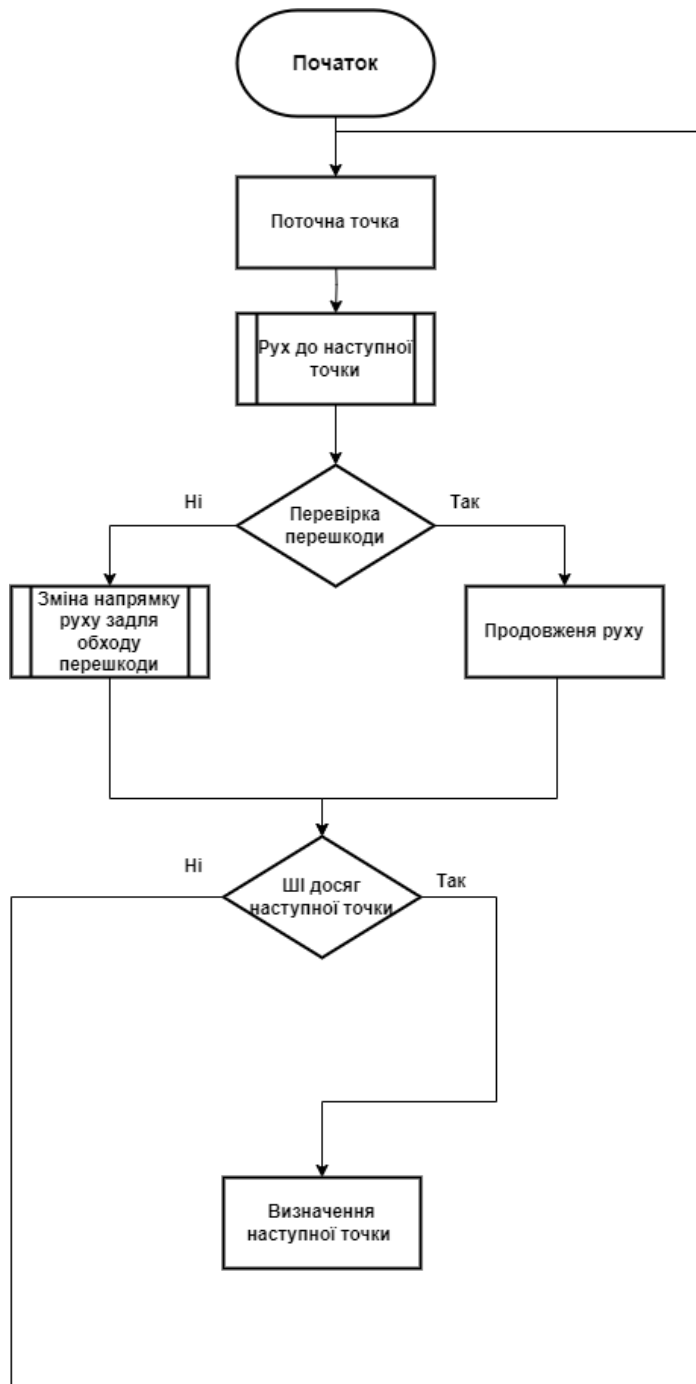 Початок
Поточна точка
Рух до наступної
точки
Ні
Так
Перевірка
перешкоди
Зміна напрямку
руху задля
обходу
перешкоди
Продовженя руху
Ні
Так
ШІ досяг
наступної точки
Визначення
наступної точки